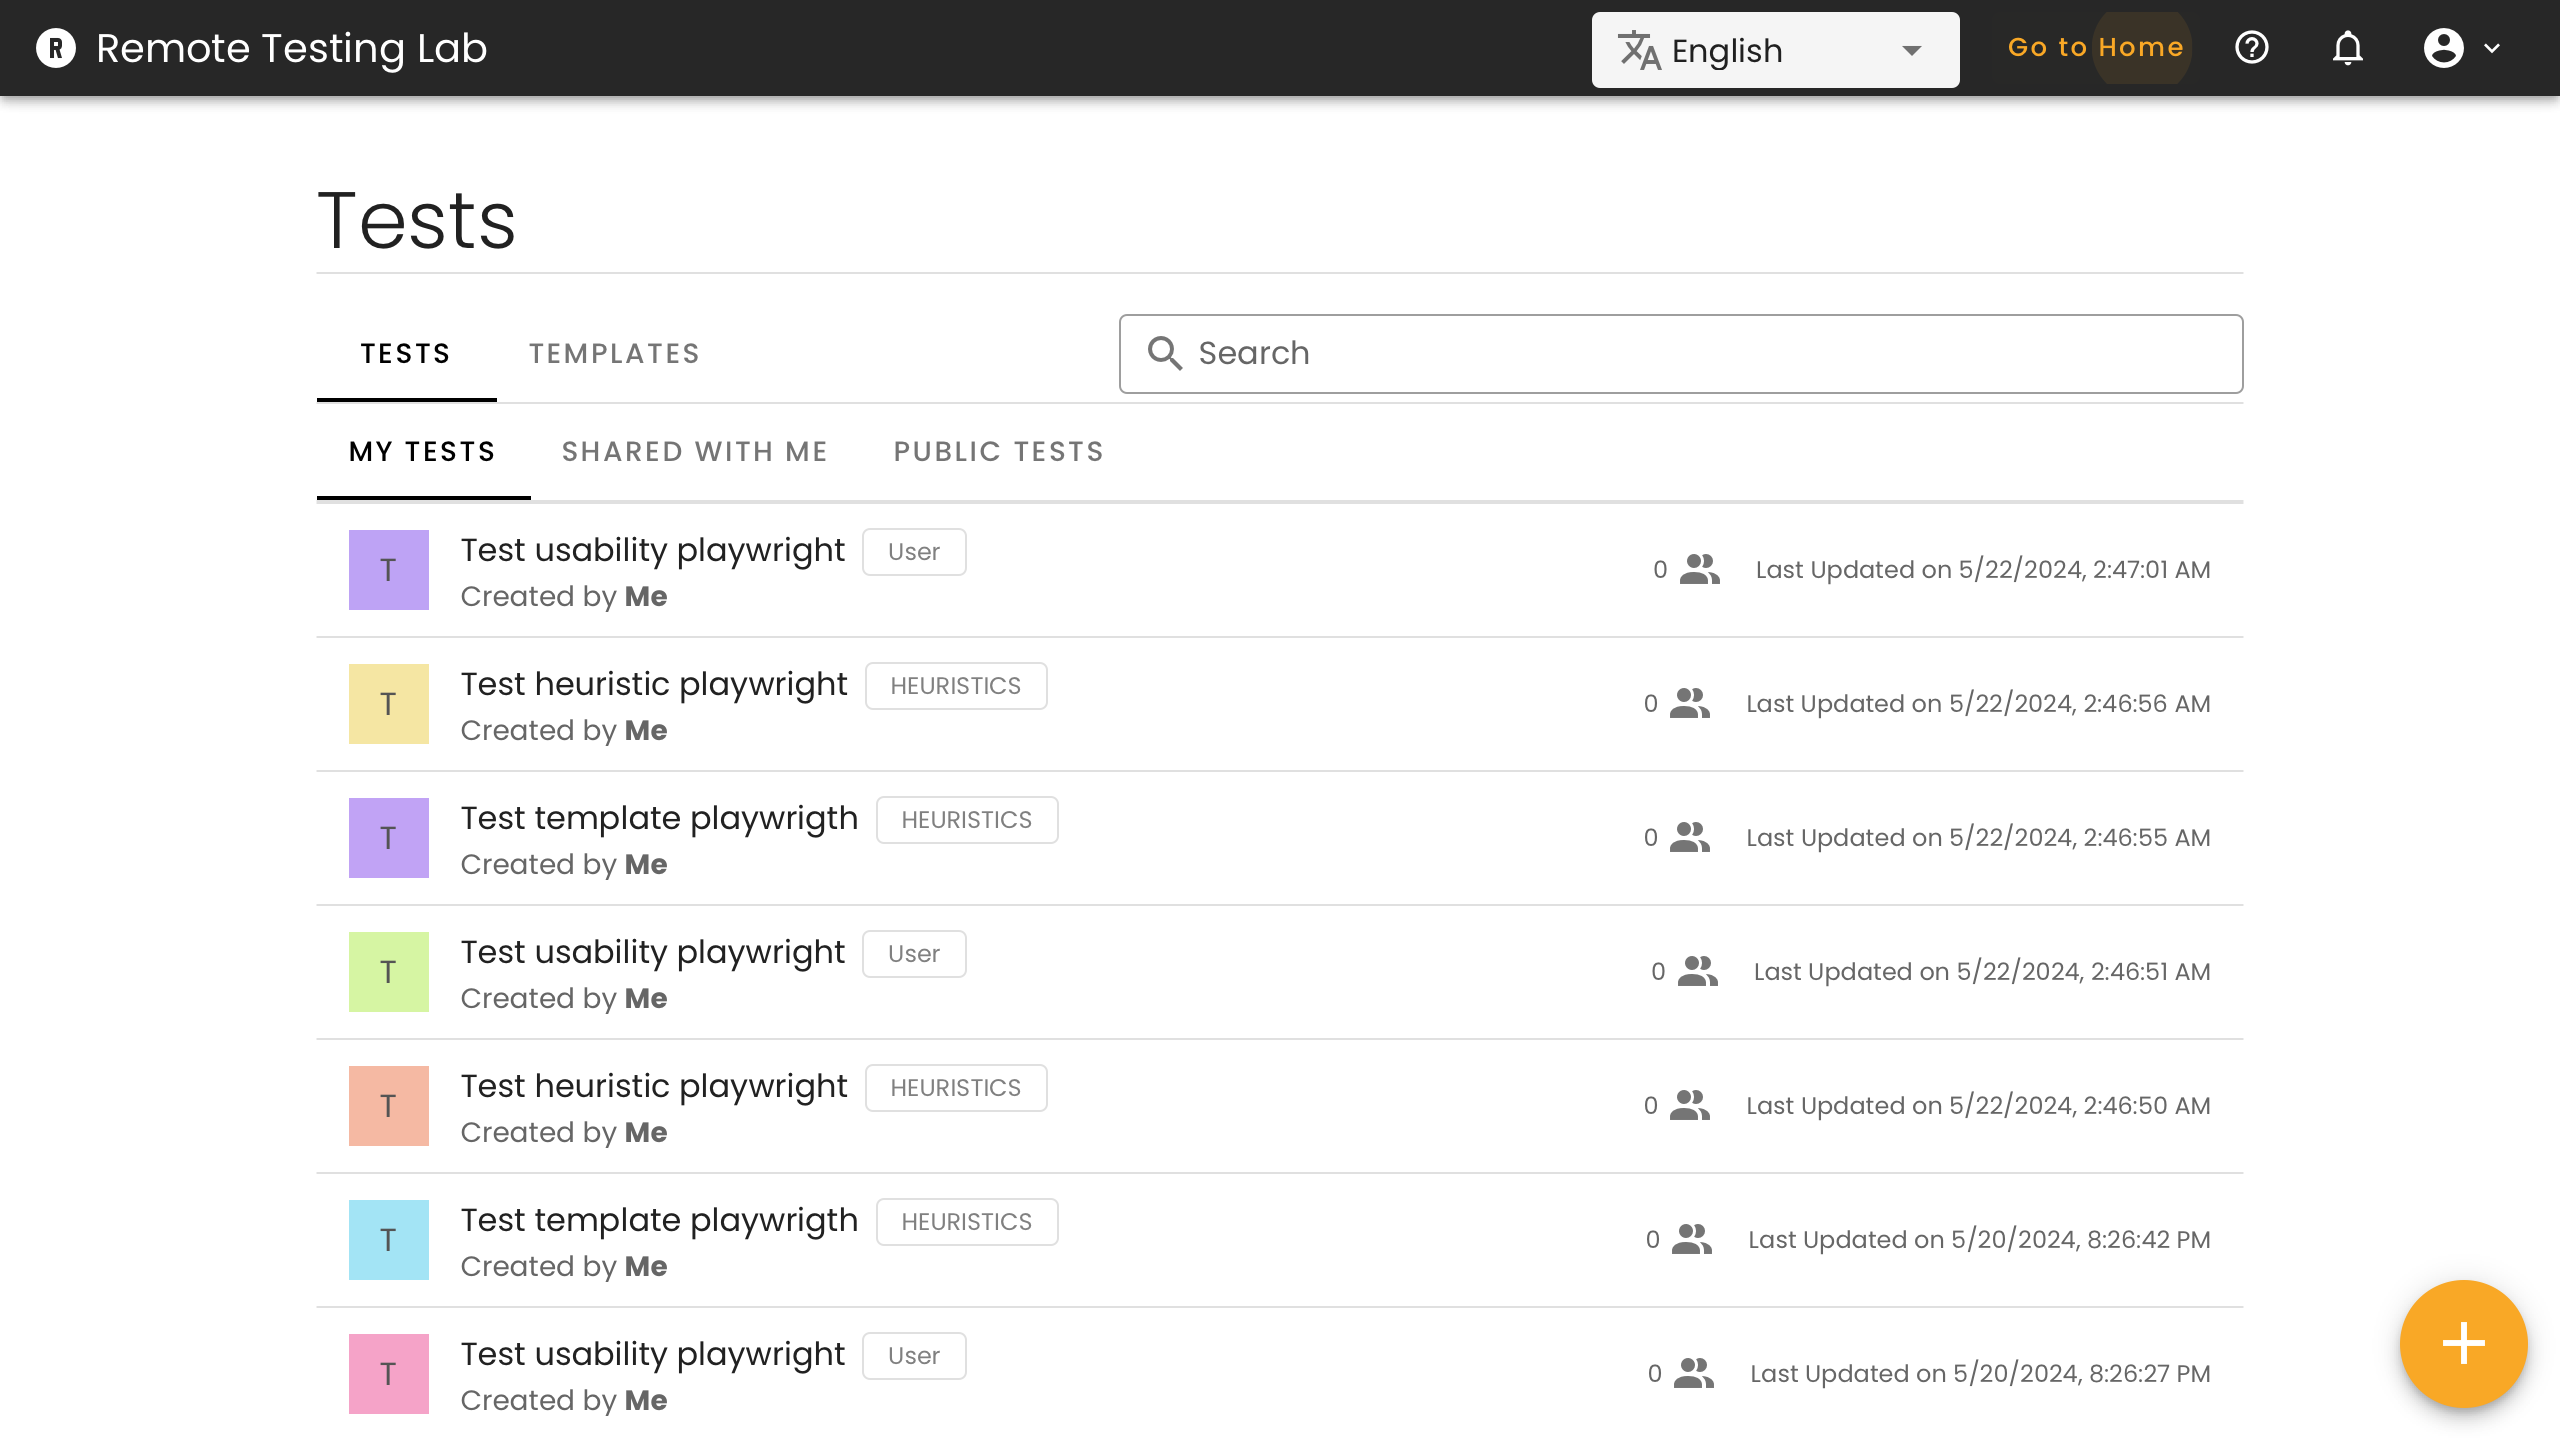 R Remote Testing Lab
English
Go to Home
Tests
TESTS TEMPLATES
Search
MY TESTS SHARED WITH ME PUBLIC TESTS
T
Test usability playwright User
Created by Me
0 Last Updated on 5/22/2024, 2:47:01 AM
T
Test heuristic playwright HEURISTICS
Created by Me
0 Last Updated on 5/22/2024, 2:46:56 AM
T
Test template playwrigth HEURISTICS
Created by Me
0 Last Updated on 5/22/2024, 2:46:55 AM
T
Test usability playwright User
Created by Me
0 Last Updated on 5/22/2024, 2:46:51 AM
T
Test heuristic playwright HEURISTICS
Created by Me
0 Last Updated on 5/22/2024, 2:46:50 AM
T
Test template playwrigth HEURISTICS
Created by Me
0 Last Updated on 5/20/2024, 8:26:42 PM
T
Test usability playwright User
Created by Me
0 Last Updated on 5/20/2024, 8:26:27 PM